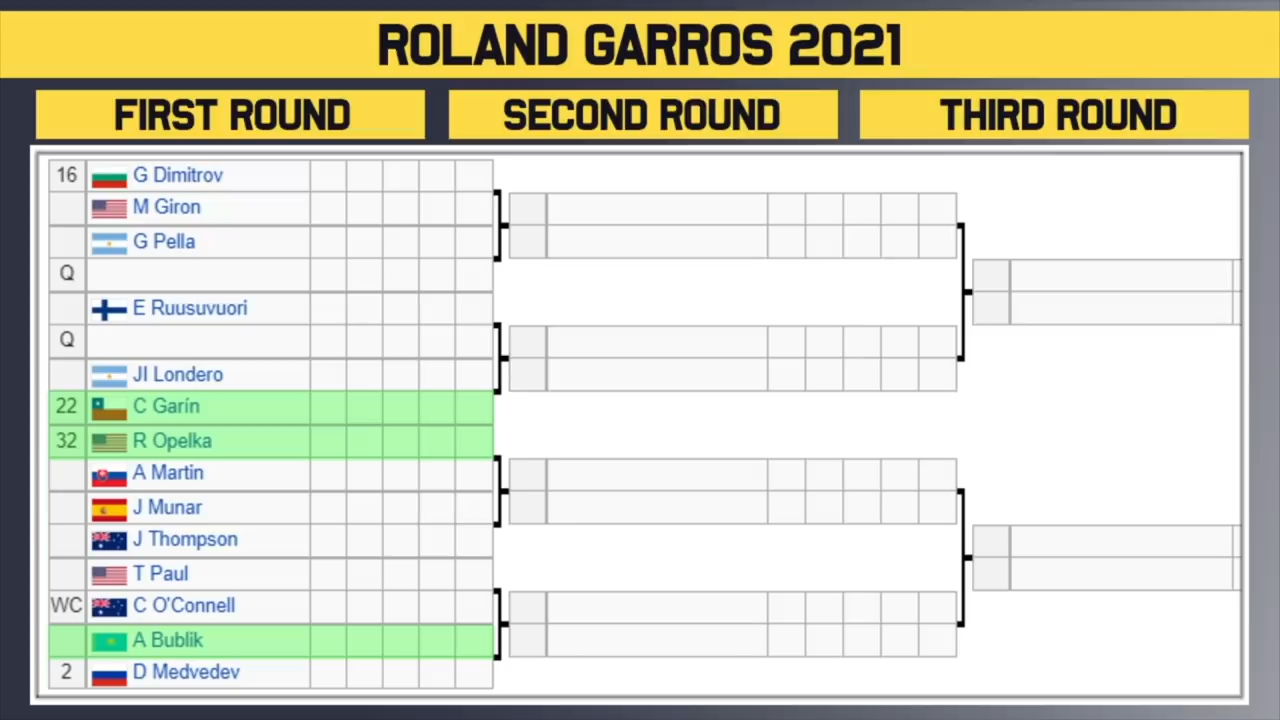 ROLAND GARROS 2021
FIRST ROUND SECOND ROUND THIRD ROUND
16 G Dimitrov
M Giron
G Pella
Q
E Ruusuvuori
Q
JI Londero
22 C Garín
32 R Opelka
A Martin
J Munar
J Thompson
T Paul
WC C O'Connell
A Bublik
2 D Medvedev